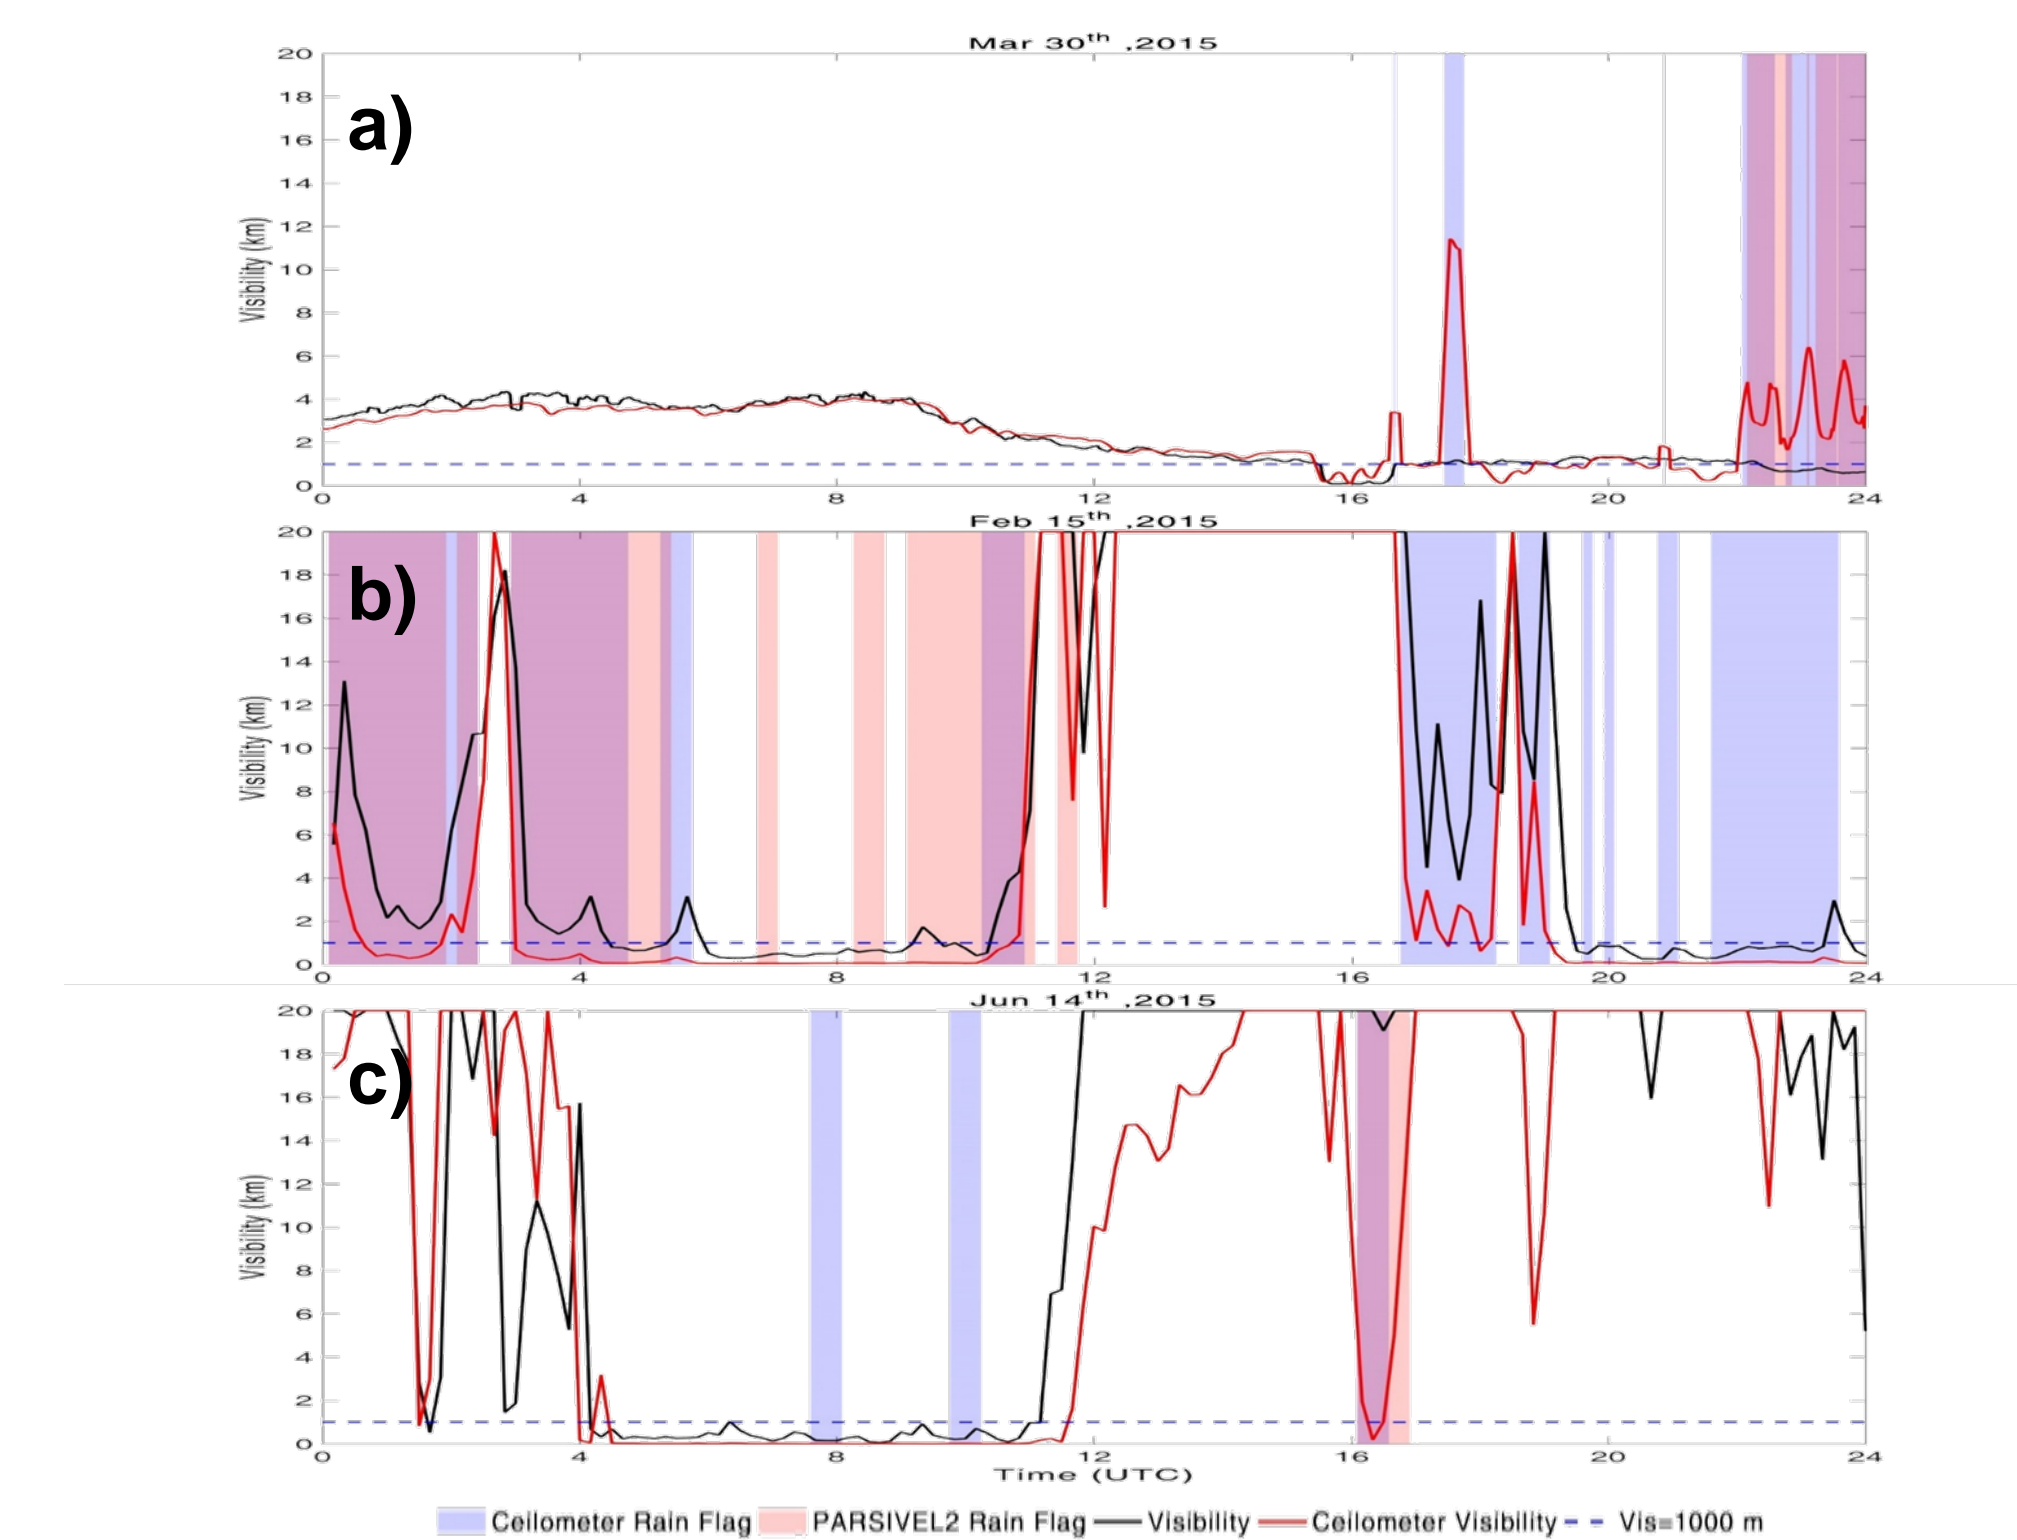 Mar 30th ,2015
20
18
16
14
12
10
8
6
4
2
0
a)
Visibility (km)
0 4 8 12 16 20 24
Feb 15th ,2015
20
18
16
14
12
10
8
6
4
2
0
b)
Visibility (km)
0 4 8 12 16 20 24
Jun 14th ,2015
20
18
16
14
12
10
8
6
4
2
0
c)
Visibility (km)
0 4 8 12 16 20 24
Time (UTC)
Ceilometer Rain Flag PARSIVEL2 Rain Flag Visibility Ceilometer Visibility Vis=1000 m